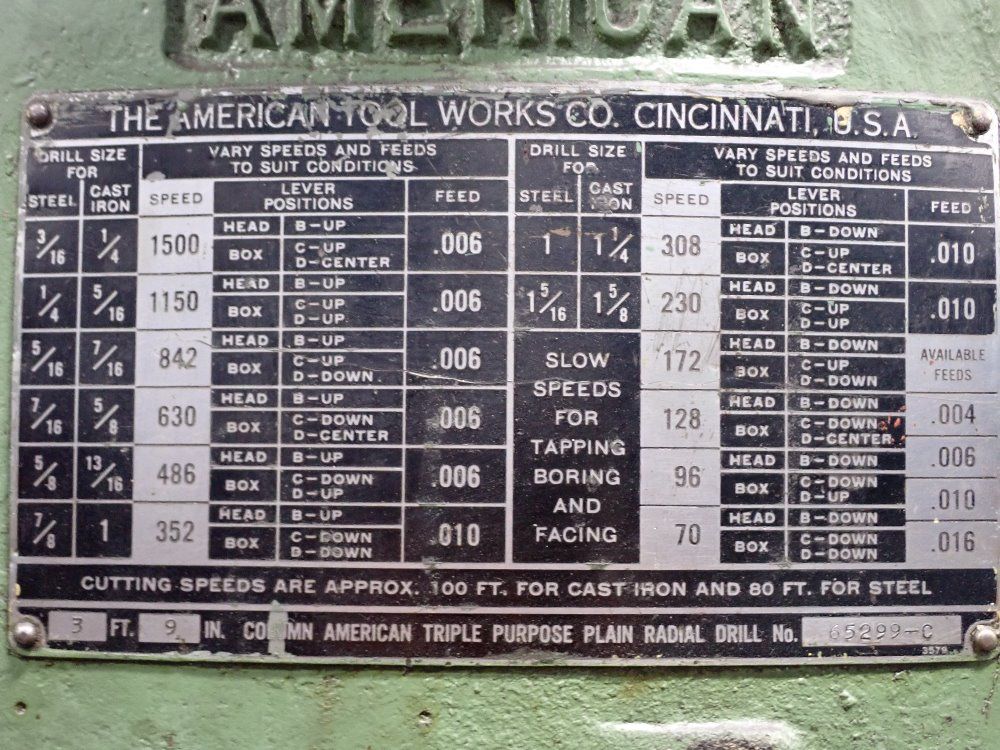 AMERICAN
THE AMERICAN TOOL WORKS CO. CINCINNATI, U.S.A.
DRILL SIZE FOR VARY SPEEDS AND FEEDS TO SUIT CONDITIONS DRILL SIZE FOR VARY SPEEDS AND FEEDS TO SUIT CONDITIONS
STEEL CAST IRON SPEED LEVER POSITIONS FEED STEEL CAST IRON SPEED LEVER POSITIONS FEED
3/16 1/4 1500 HEAD B-UP .006 1 1 1/4 308 HEAD B-DOWN .010
BOX C-UP D-CENTER BOX C-UP D-CENTER
1/4 5/16 1150 HEAD B-UP .006 1 5/16 1 5/8 230 HEAD B-DOWN .010
BOX C-UP D-UP BOX C-UP D-UP
5/16 7/16 842 HEAD B-UP .006 SLOW SPEEDS FOR TAPPING BORING AND FACING 172 HEAD B-DOWN AVAILABLE FEEDS
BOX C-UP D-DOWN BOX C-UP D-DOWN
7/16 5/8 630 HEAD B-UP .006 128 HEAD B-DOWN .004
BOX C-DOWN D-CENTER BOX C-DOWN D-CENTER
5/8 13/16 486 HEAD B-UP .006 96 HEAD B-DOWN .006
BOX C-DOWN D-UP BOX C-DOWN D-UP .010
7/8 1 352 HEAD B-UP .010 70 HEAD B-DOWN .016
BOX C-DOWN D-DOWN BOX C-DOWN D-DOWN
CUTTING SPEEDS ARE APPROX. 100 FT. FOR CAST IRON AND 80 FT. FOR STEEL
3 FT. 9 IN. COLUMN AMERICAN TRIPLE PURPOSE PLAIN RADIAL DRILL No. 65299-C
3579